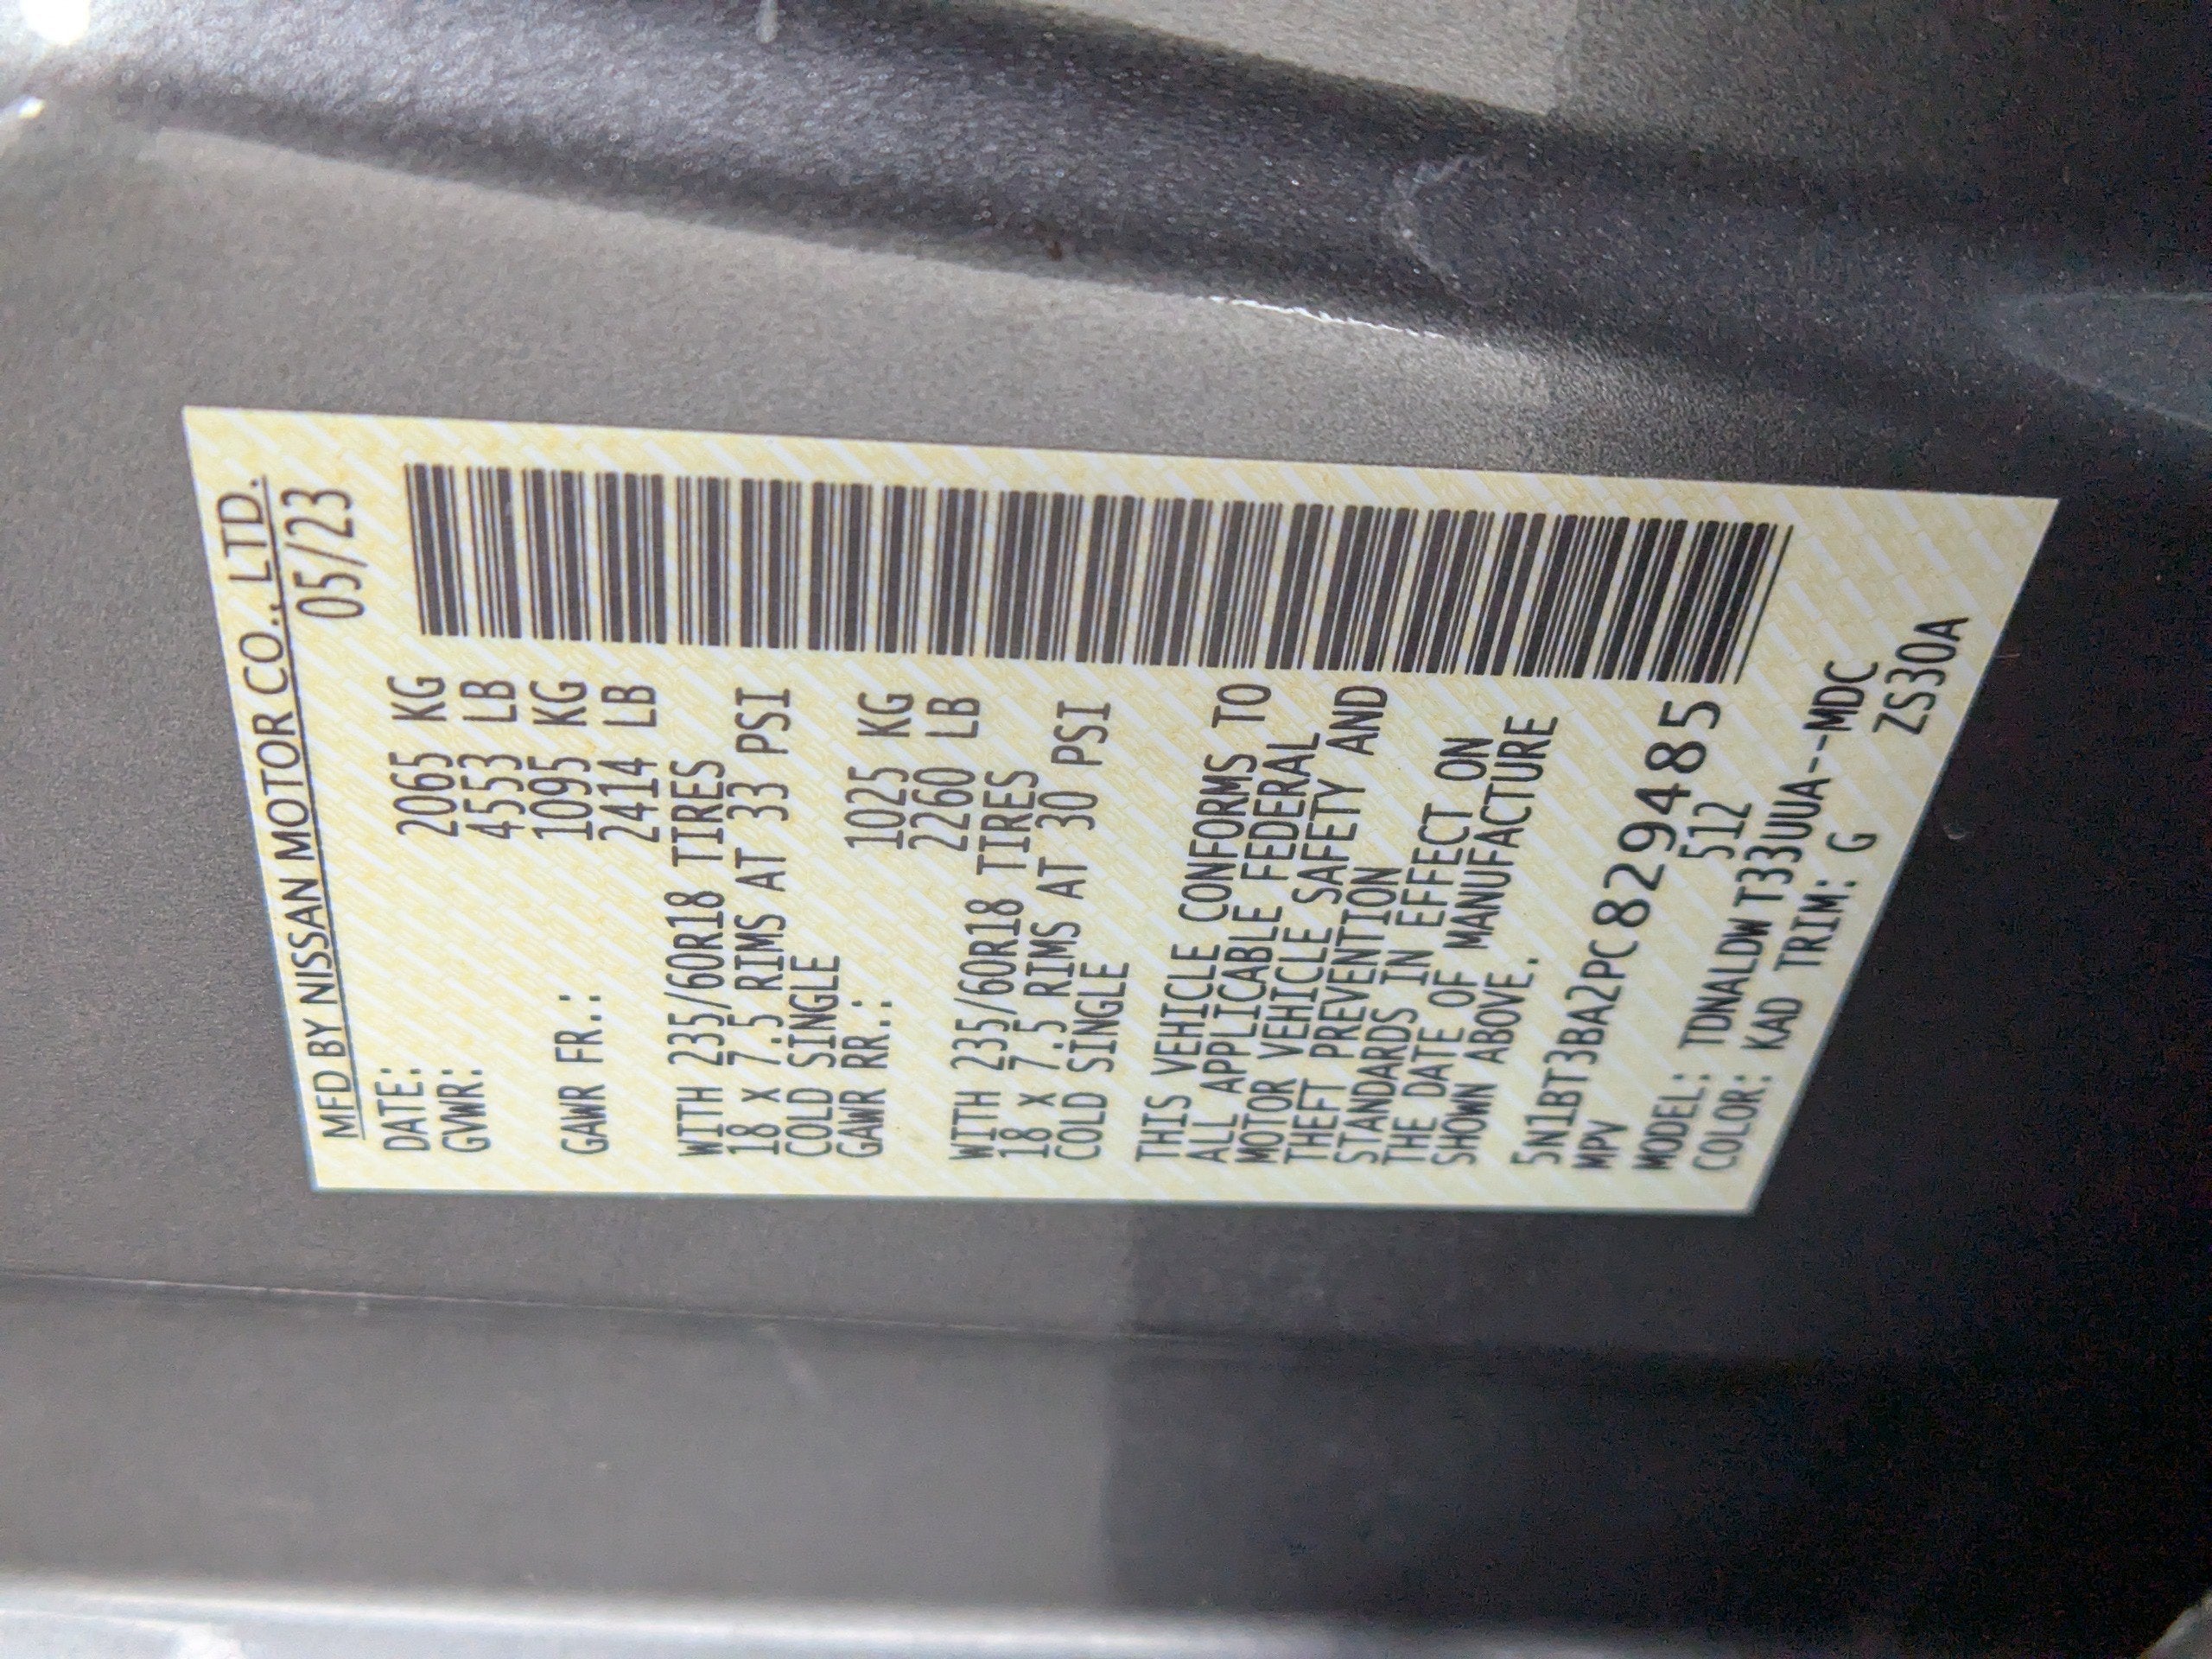 MFD BY NISSAN MOTOR CO., LTD.
DATE: 05/23
GVWR: 2065 KG
4553 LB
GAWR FR.: 1095 KG
2414 LB
WITH 235/60R18 TIRES
18 X 7.5 RIMS AT 33 PSI
COLD SINGLE
GAWR RR.: 1025 KG
2260 LB
WITH 235/60R18 TIRES
18 X 7.5 RIMS AT 30 PSI
COLD SINGLE
THIS VEHICLE CONFORMS TO
ALL APPLICABLE FEDERAL
MOTOR VEHICLE SAFETY AND
THEFT PREVENTION
STANDARDS IN EFFECT ON
THE DATE OF MANUFACTURE
SHOWN ABOVE.
5N1BT3BA2PC829485
MPV 512
MODEL: TDNALDW T33UUA--MDC
COLOR: KAD TRIM: G ZS30A